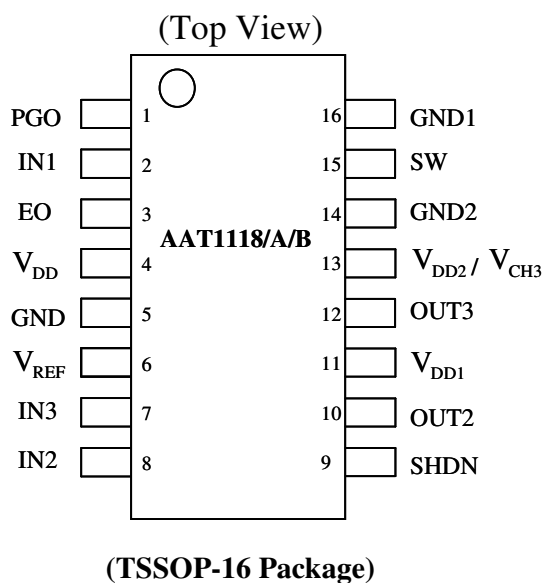 (Top View)
PGO 1 16 GND1
IN1 2 15 SW
EO 3 14 GND2
AAT1118/A/B
VDD 4 13 VDD2 / VCH3
GND 5 12 OUT3
VREF 6 11 VDD1
IN3 7 10 OUT2
IN2 8 9 SHDN
(TSSOP-16 Package)